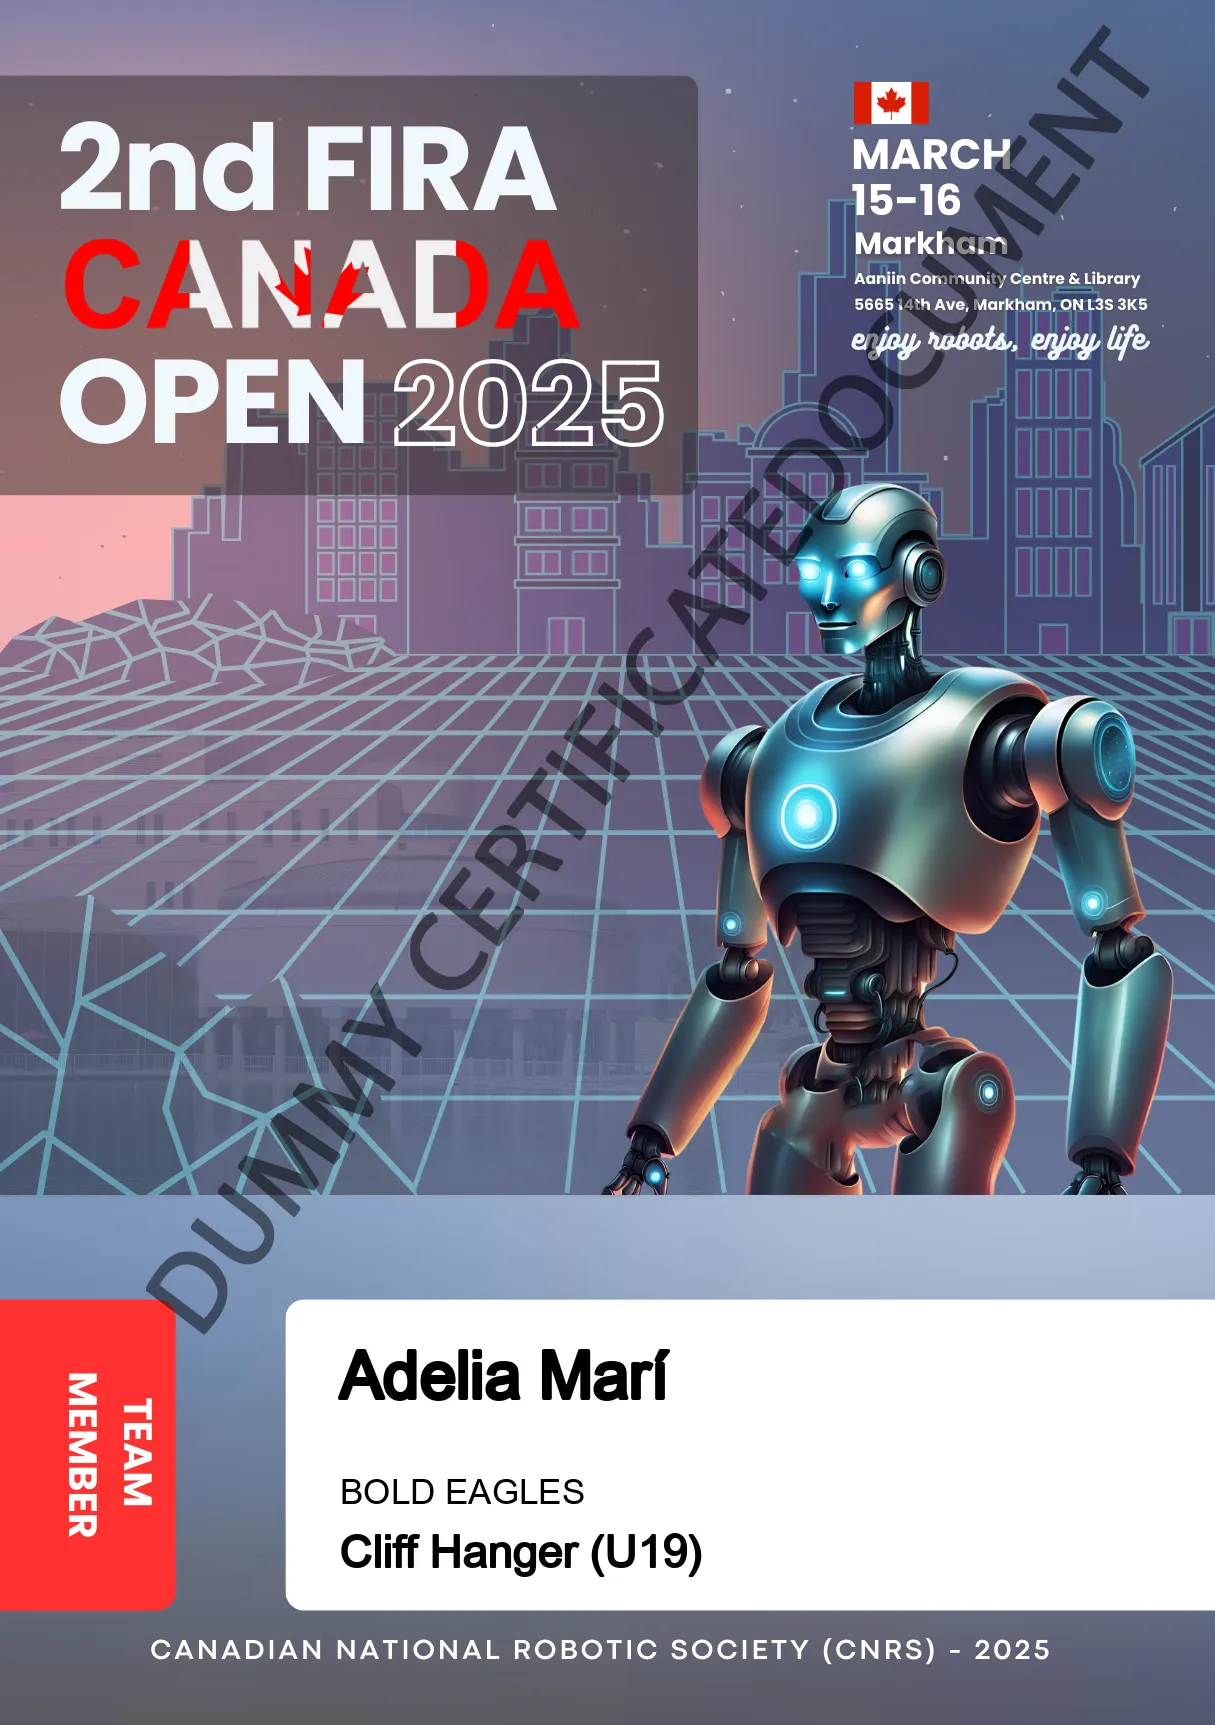 2nd FIRA
CANADA
OPEN 2025
MARCH
15-16
Markham
Aaniin Community Centre & Library
5665 14th Ave, Markham, ON L3S 3K5
enjoy robots, enjoy life
DUMMY CERTIFICATEDOCUMENT
TEAM
MEMBER
Adelia Marí
BOLD EAGLES
Cliff Hanger (U19)
CANADIAN NATIONAL ROBOTIC SOCIETY (CNRS) - 2025